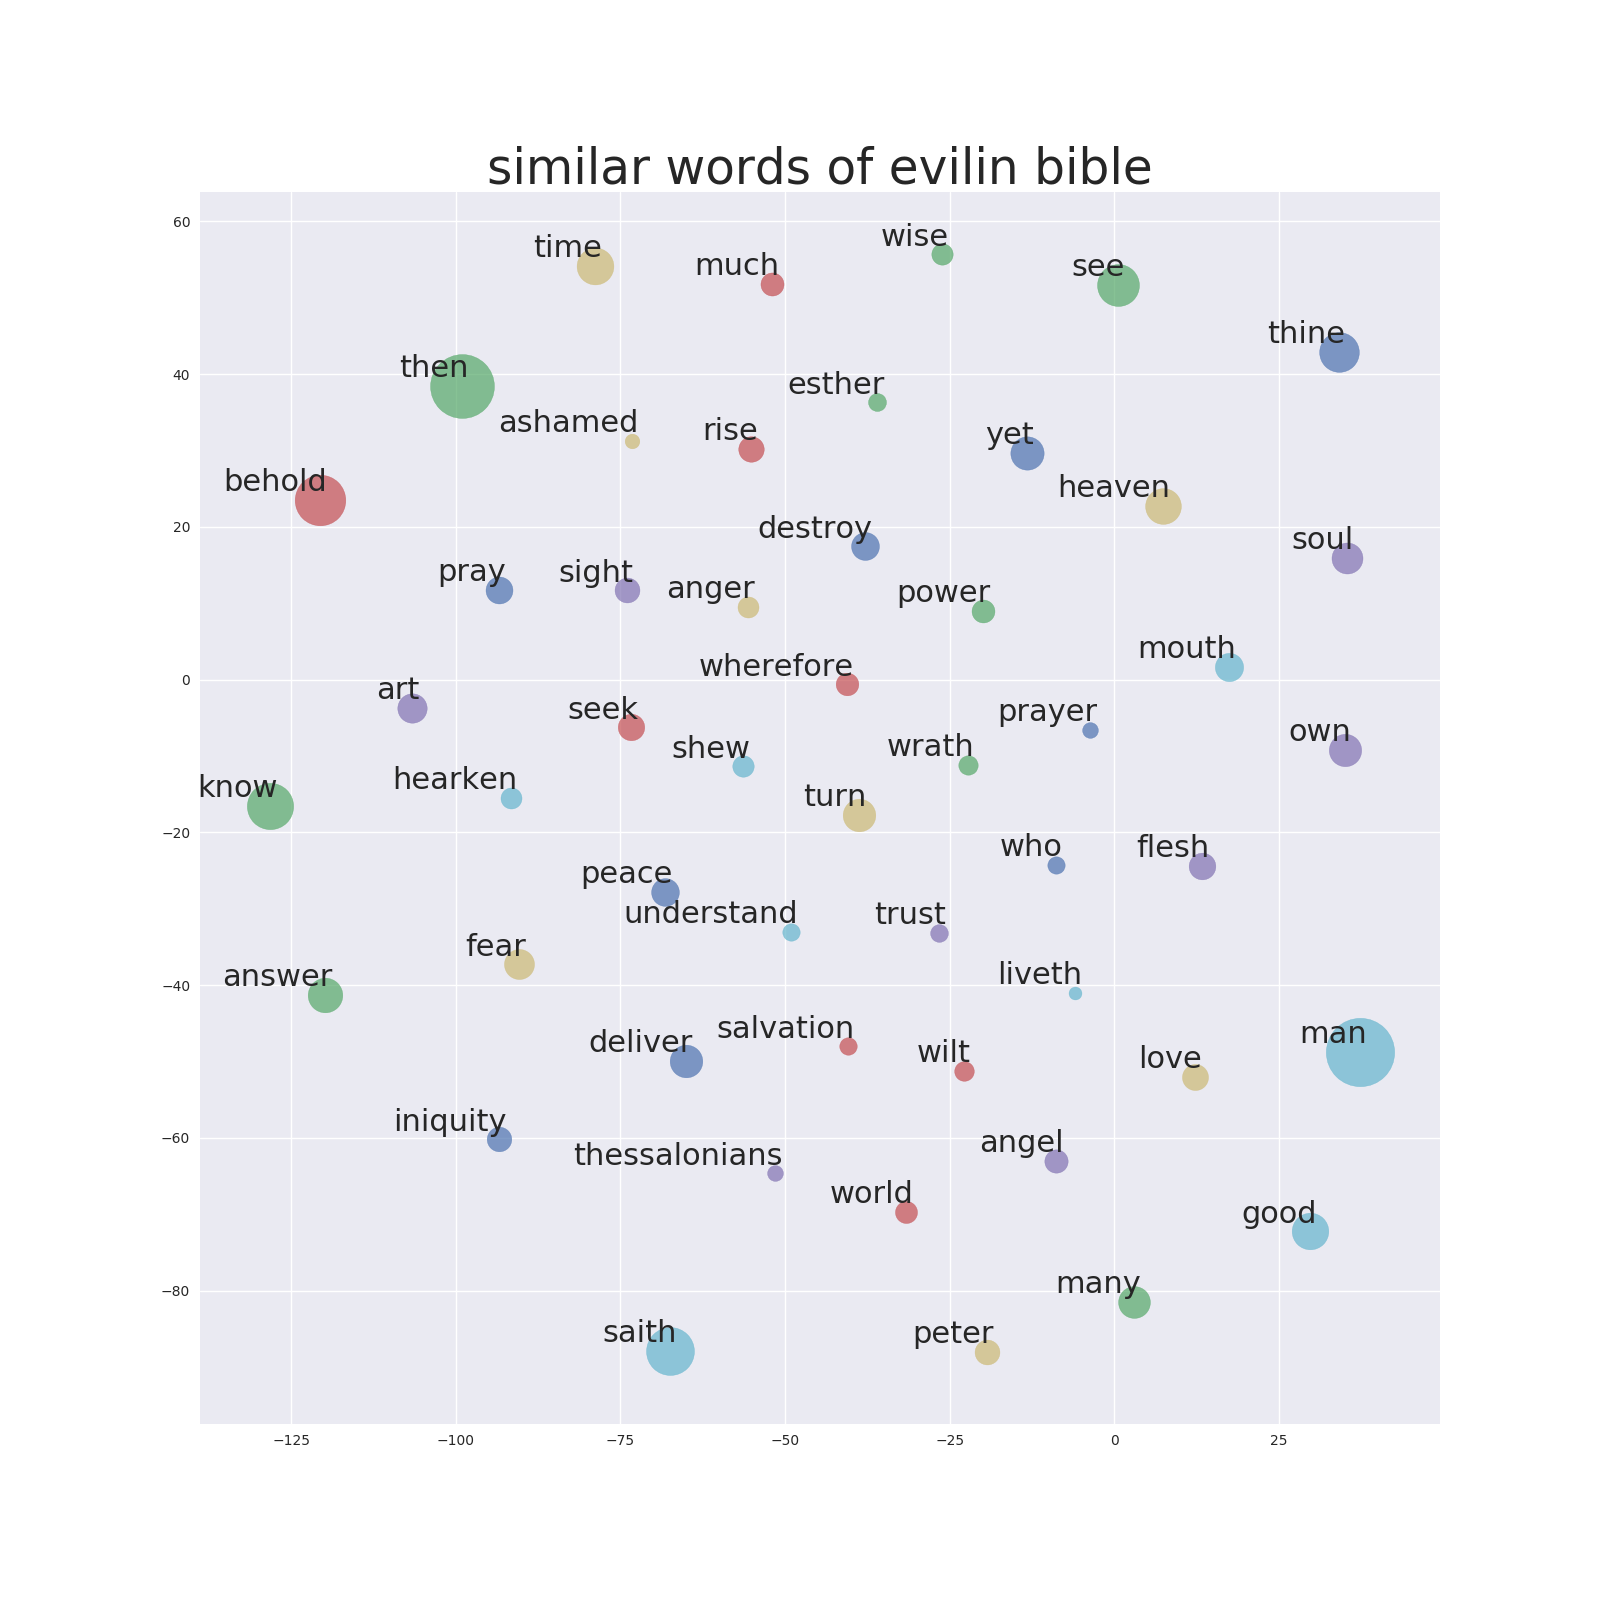 similar words of evilin bible
60
wise
time
much
see
thine
then
40
esther
ashamed
rise
yet
behold
heaven
20
destroy
soul
pray
sight
anger
power
mouth
wherefore
0
art
seek
prayer
own
shew
wrath
know
hearken
turn
−20
who
flesh
peace
understand
trust
fear
answer
liveth
−40
salvation
man
deliver
wilt
love
iniquity
−60
angel
thessalonians
world
good
many
−80
saith
peter
−125
−100
−75
−50
−25
0
25